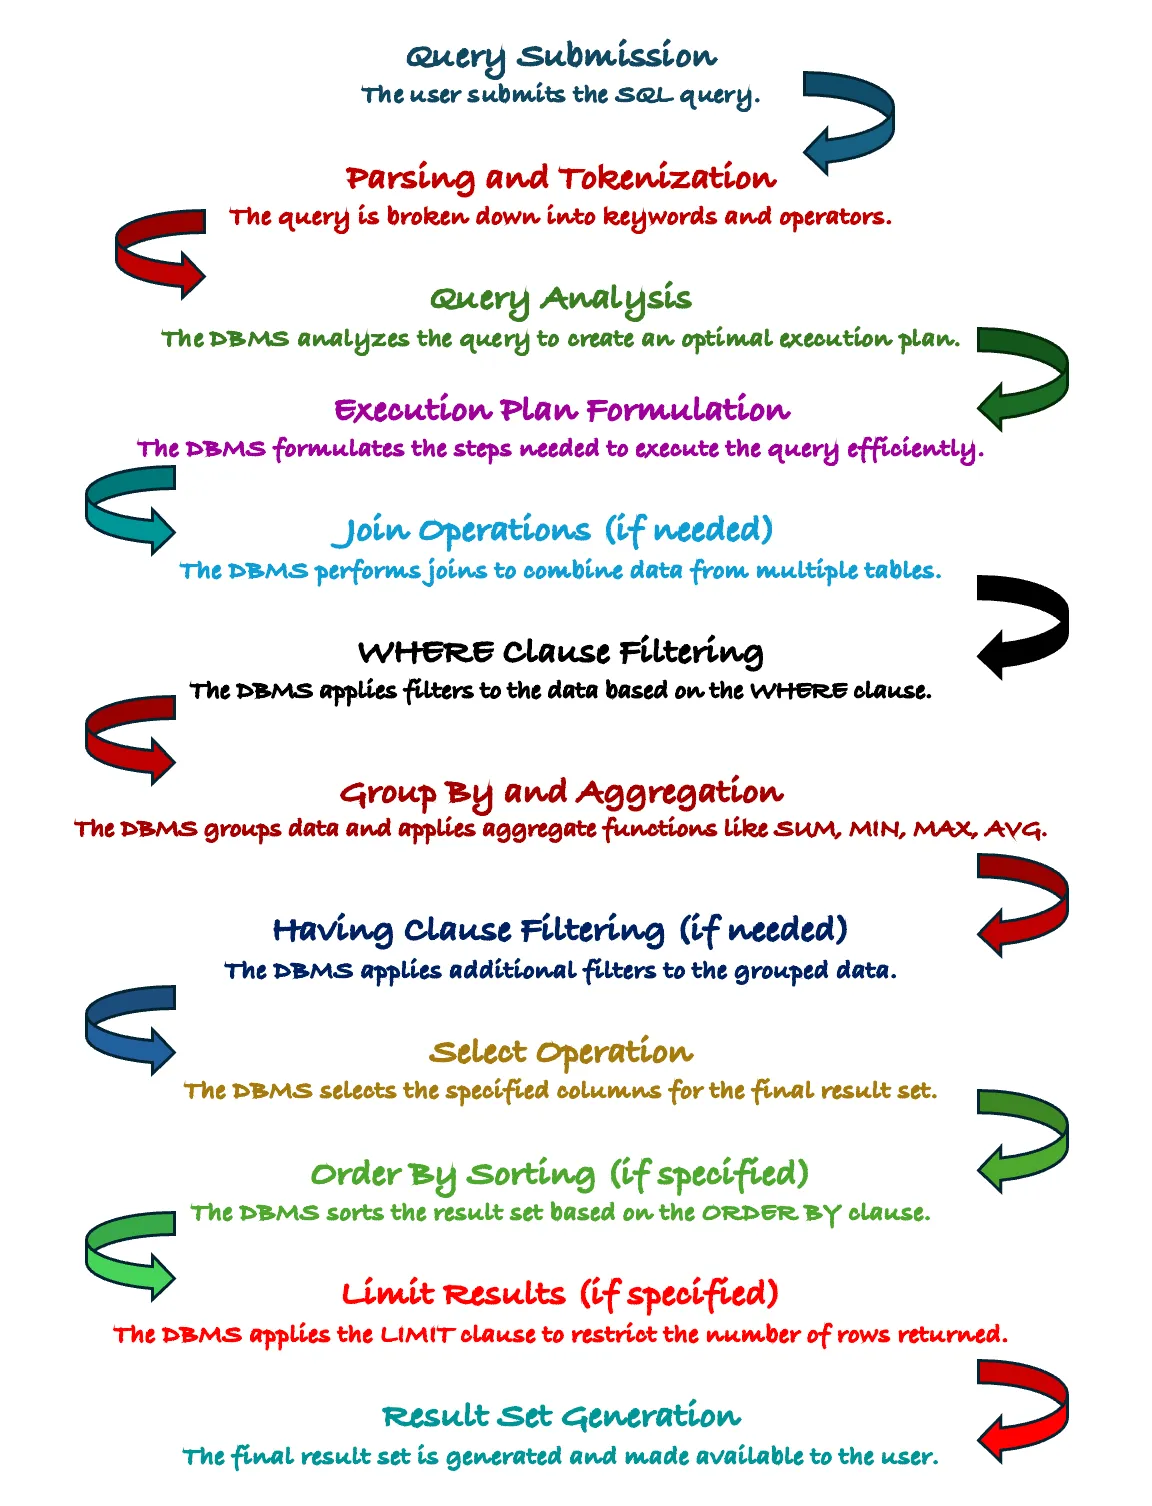 Query Submission
The user submits the SQL query.
Parsing and Tokenization
The query is broken down into keywords and operators.
Query Analysis
The DBMS analyzes the query to create an optimal execution plan.
Execution Plan Formulation
The DBMS formulates the steps needed to execute the query efficiently.
Join Operations (if needed)
The DBMS performs joins to combine data from multiple tables.
WHERE Clause Filtering
The DBMS applies filters to the data based on the WHERE clause.
Group By and Aggregation
The DBMS groups data and applies aggregate functions like SUM, MIN, MAX, AVG.
Having Clause Filtering (if needed)
The DBMS applies additional filters to the grouped data.
Select Operation
The DBMS selects the specified columns for the final result set.
Order By Sorting (if specified)
The DBMS sorts the result set based on the ORDER BY clause.
Limit Results (if specified)
The DBMS applies the LIMIT clause to restrict the number of rows returned.
Result Set Generation
The final result set is generated and made available to the user.